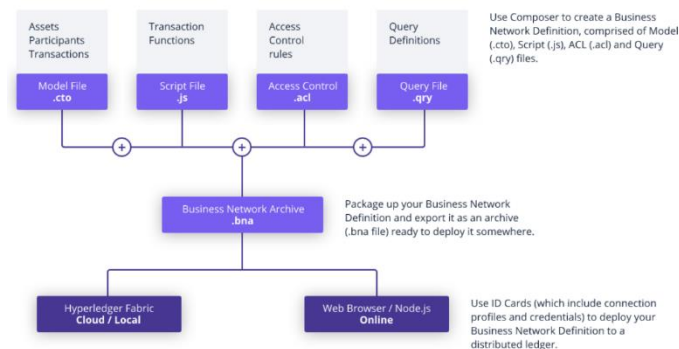 Assets
Participants
Transactions
Transaction
Functions
Access
Control
rules
Query
Definitions
Use Composer to create a Business
Network Definition, comprised of Model
(.cto), Script (.js), ACL (.acl) and Query
(.qry) files.
Model File
.cto
Script File
.js
Access Control
.acl
Query File
.qry
+
+
+
Business Network Archive
.bna
Package up your Business Network
Definition and export it as an archive
(.bna file) ready to deploy it somewhere.
Hyperledger Fabric
Cloud / Local
Web Browser / Node.js
Online
Use ID Cards (which include connection
profiles and credentials) to deploy your
Business Network Definition to a
distributed ledger.